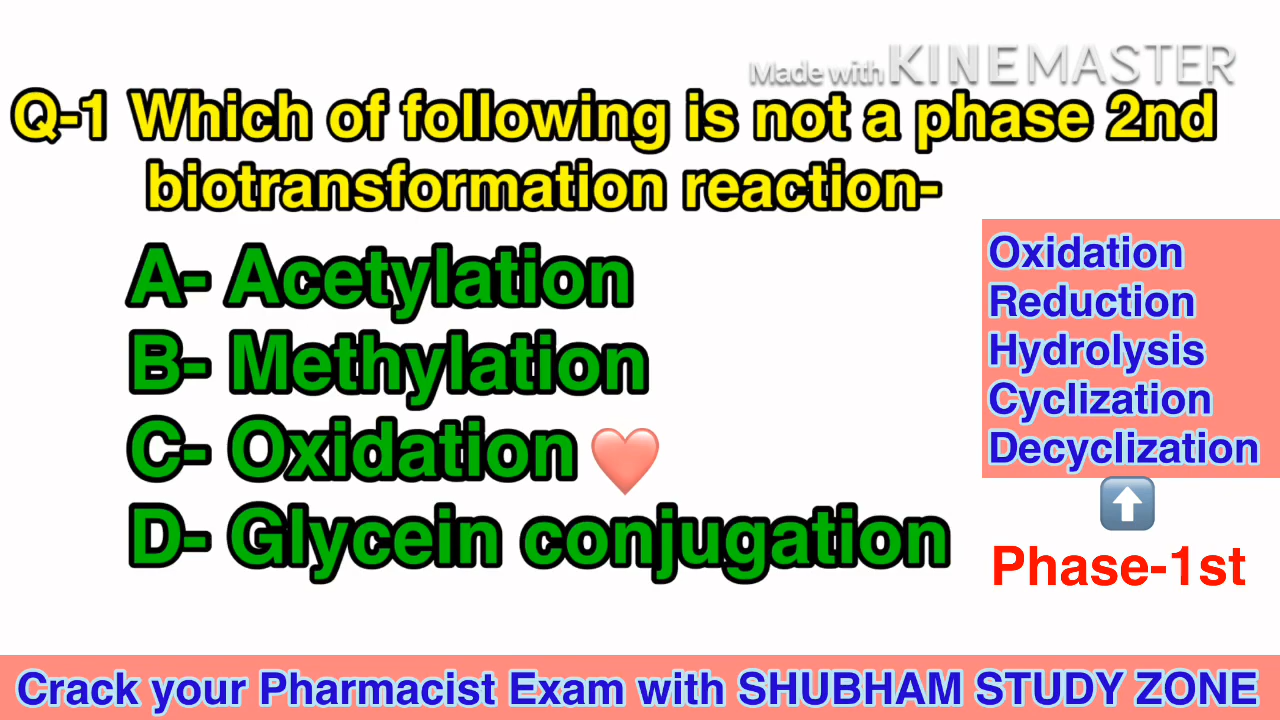 Made with KINEMASTER
Q-1 Which of following is not a phase 2nd
biotransformation reaction-
A- Acetylation
B- Methylation
C- Oxidation
D- Glycein conjugation
Oxidation
Reduction
Hydrolysis
Cyclization
Decyclization
Phase-1st
Crack your Pharmacist Exam with SHUBHAM STUDY ZONE